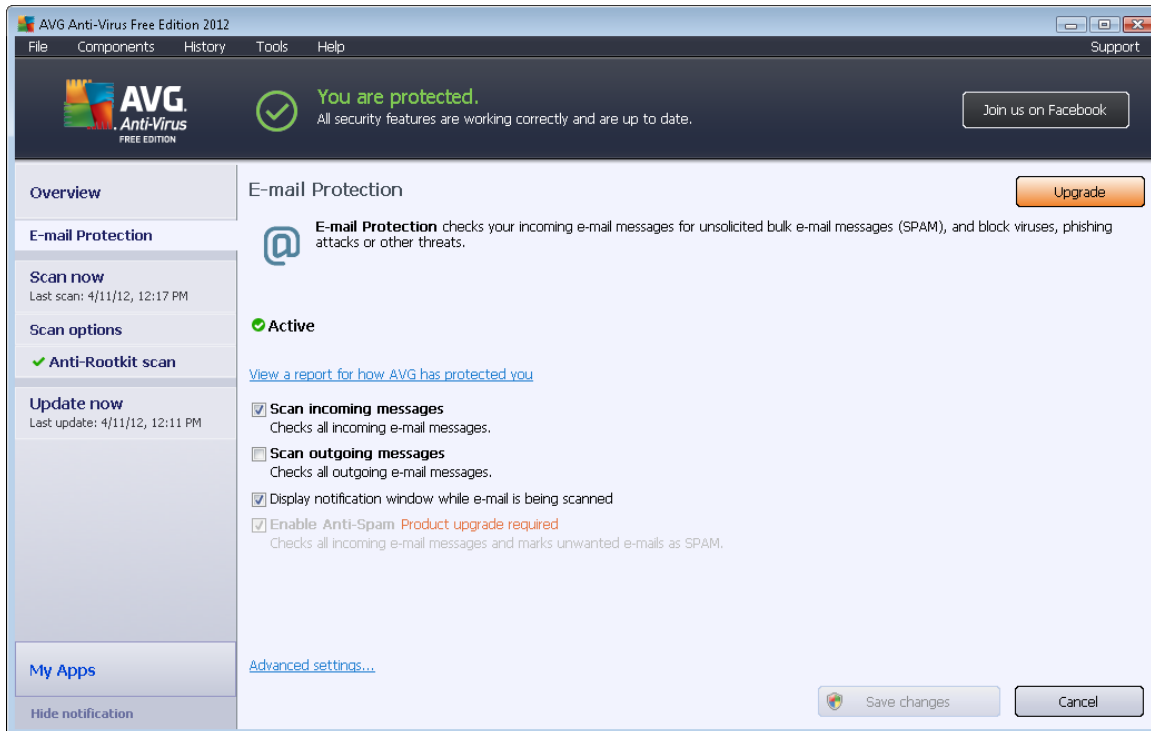 AVG Anti-Virus Free Edition 2012
File Components History Tools Help Support
AVG.
Anti-Virus
FREE EDITION
You are protected.
All security features are working correctly and are up to date.
Join us on Facebook
Overview
E-mail Protection
Scan now
Last scan: 4/11/12, 12:17 PM
Scan options
Anti-Rootkit scan
Update now
Last update: 4/11/12, 12:11 PM
My Apps
Hide notification
E-mail Protection
Upgrade
E-mail Protection checks your incoming e-mail messages for unsolicited bulk e-mail messages (SPAM), and block viruses, phishing
attacks or other threats.
Active
View a report for how AVG has protected you
Scan incoming messages
Checks all incoming e-mail messages.
Scan outgoing messages
Checks all outgoing e-mail messages.
Display notification window while e-mail is being scanned
Enable Anti-Spam Product upgrade required
Checks all incoming e-mail messages and marks unwanted e-mails as SPAM.
Advanced settings...
Save changes
Cancel